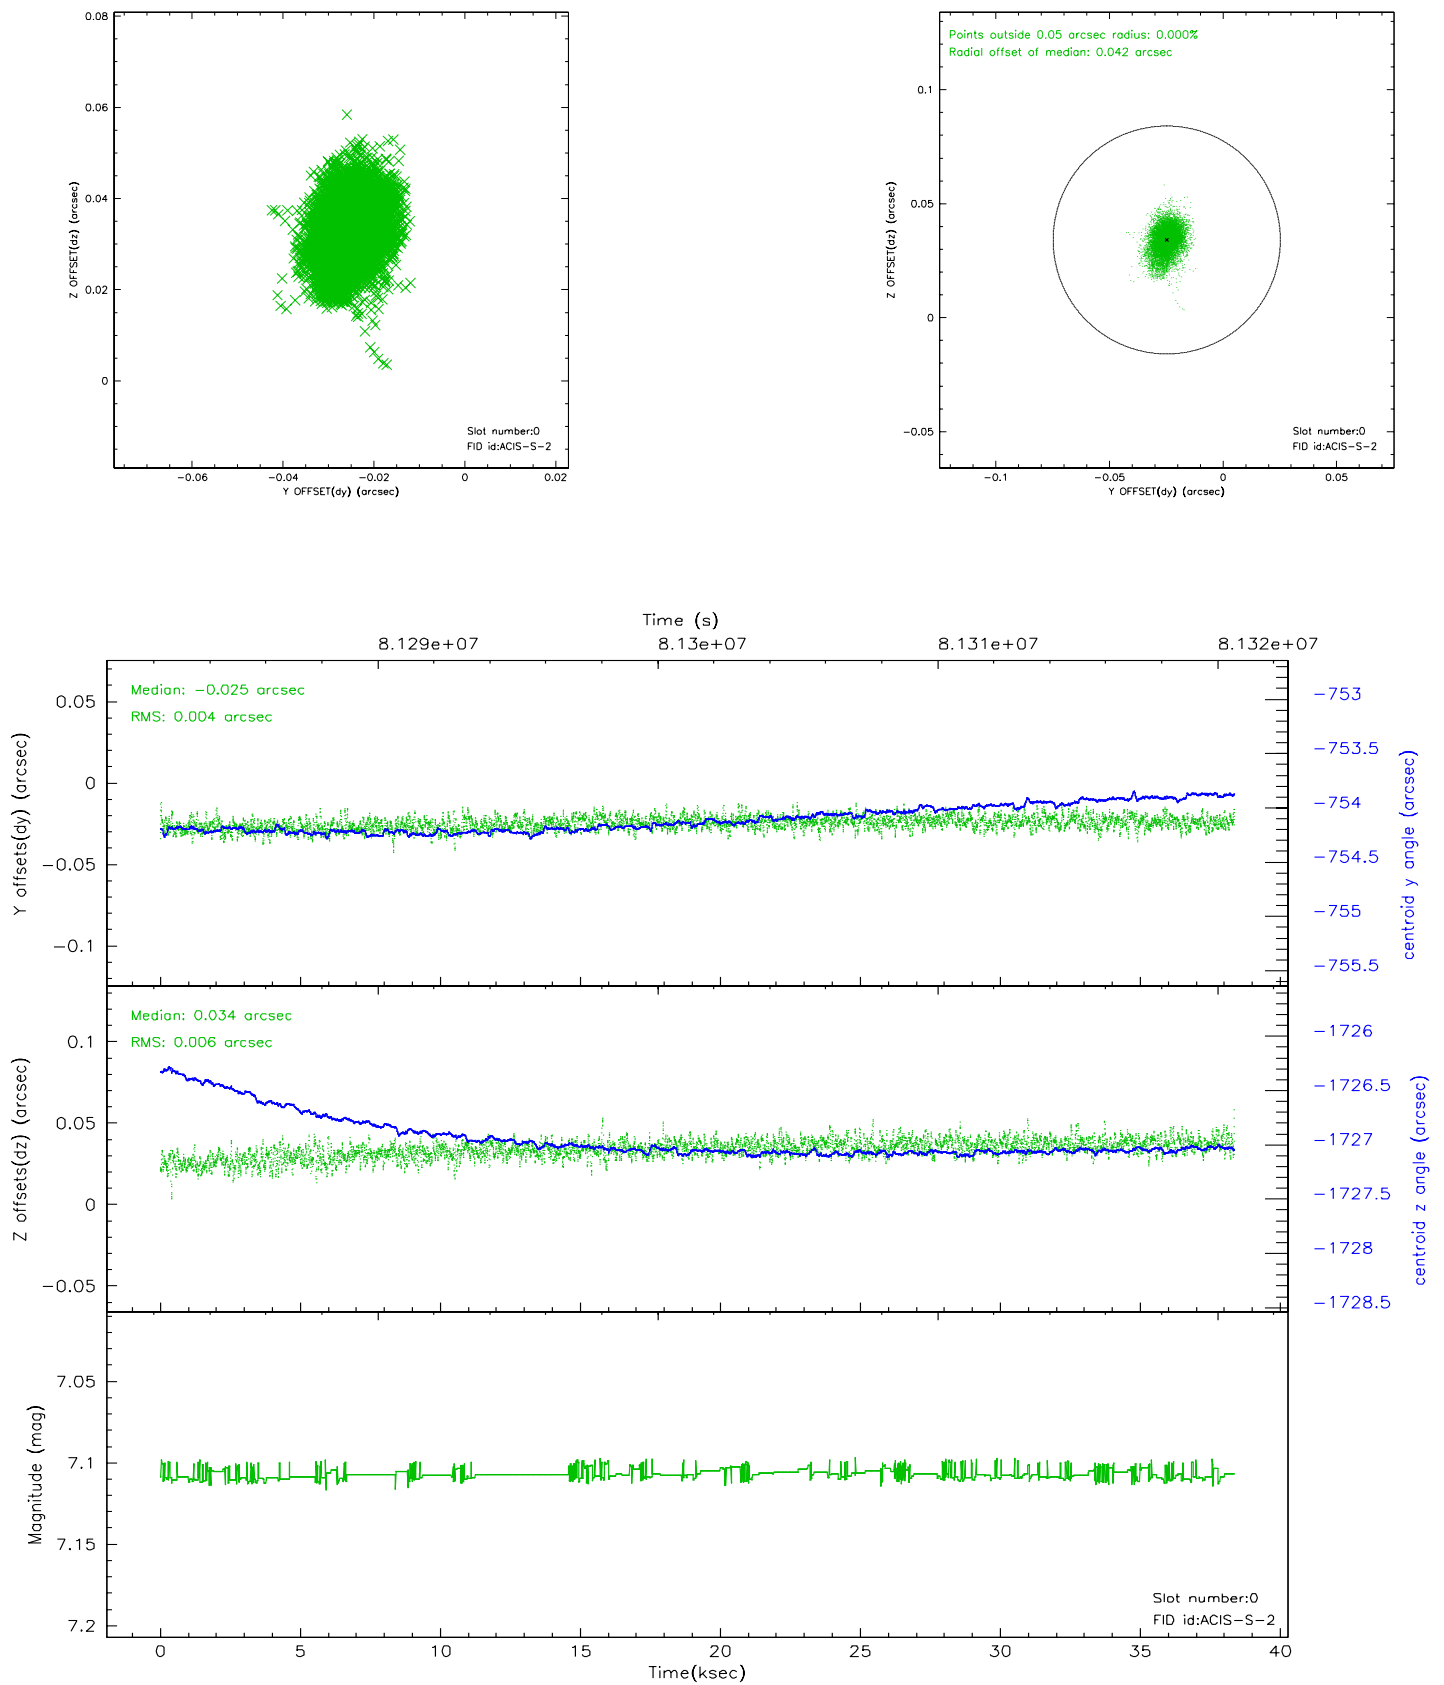 0.08
0.06
0.04
0.02
0
Z OFFSET(dz) (arcsec)
Slot number:0
FID id:ACIS-S-2
-0.06 -0.04 -0.02 0 0.02
Y OFFSET(dy) (arcsec)
Points outside 0.05 arcsec radius: 0.000%
Radial offset of median: 0.042 arcsec
0.1
0.05
0
-0.05
Z OFFSET(dz) (arcsec)
Slot number:0
FID id:ACIS-S-2
-0.1 -0.05 0 0.05
Y OFFSET(dy) (arcsec)
Time (s)
8.129e+07 8.13e+07 8.131e+07 8.132e+07
Median: -0.025 arcsec
RMS: 0.004 arcsec
0.05
0
-0.05
-0.1
Y offsets(dy) (arcsec)
-753
-753.5
-754
-754.5
-755
-755.5
centroid y angle (arcsec)
Median: 0.034 arcsec
RMS: 0.006 arcsec
0.1
0.05
0
-0.05
Z offsets(dz) (arcsec)
-1726
-1726.5
-1727
-1727.5
-1728
-1728.5
centroid z angle (arcsec)
7.05
7.1
7.15
7.2
Magnitude (mag)
Slot number:0
FID id:ACIS-S-2
0 5 10 15 20 25 30 35 40
Time(ksec)